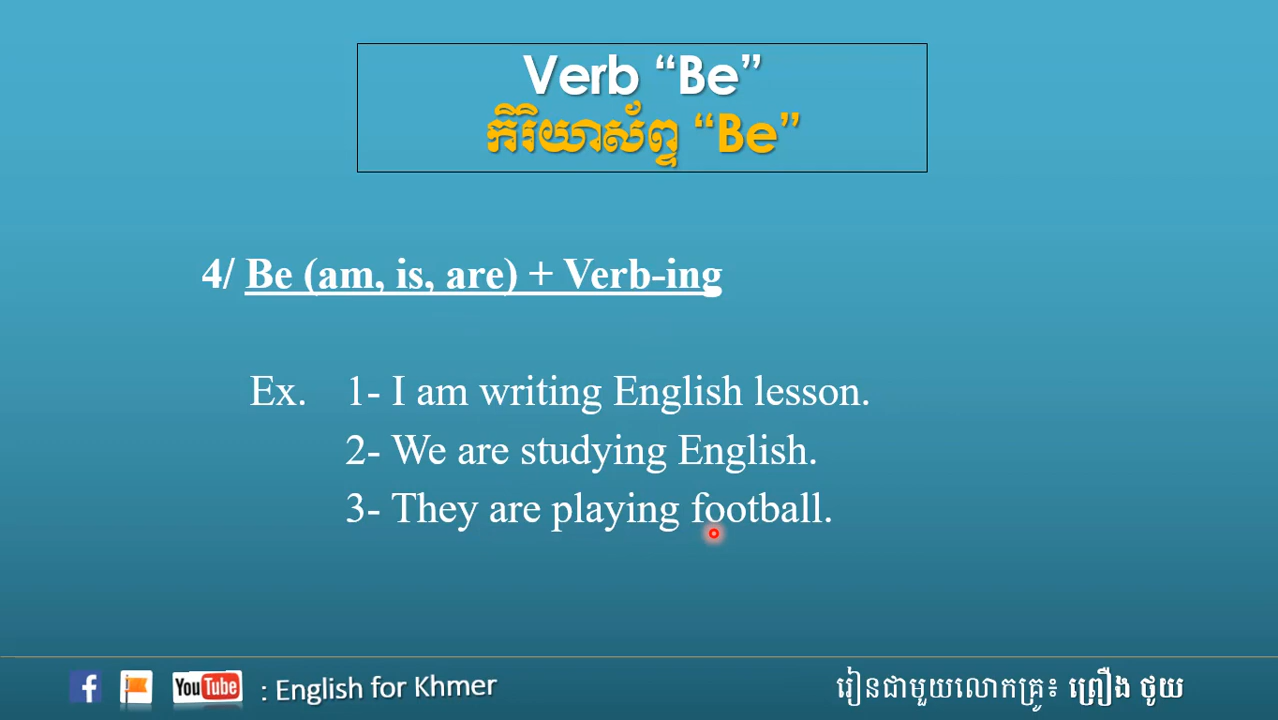 Verb “Be”
កិរិយាស័ព្ទ “Be”
4/ Be (am, is, are) + Verb-ing
Ex. 1- I am writing English lesson.
2- We are studying English.
3- They are playing football.
f YouTube : English for Khmer
រៀនជាមួយលោកគ្រូ៖ ព្រឿង ថូយ